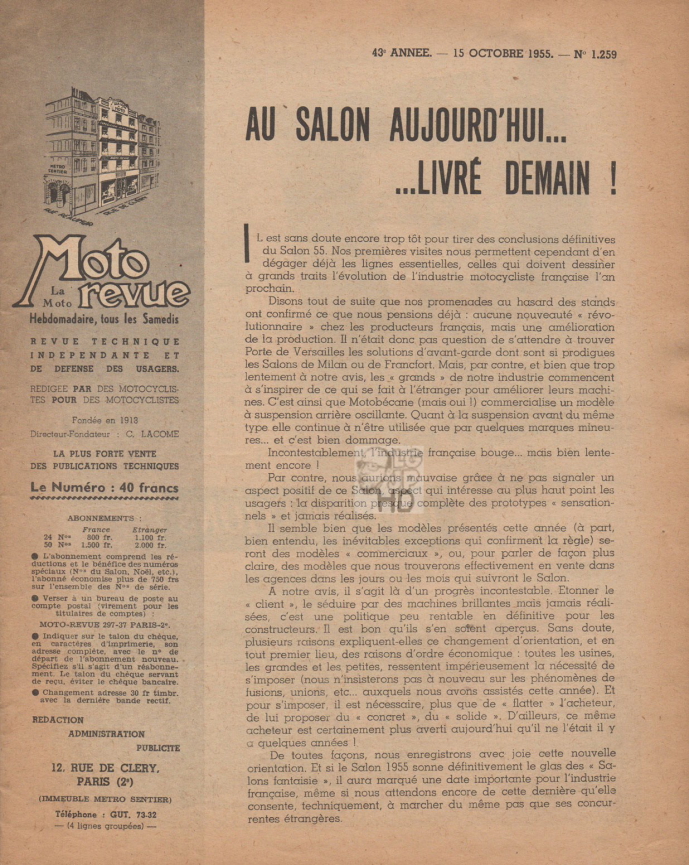 43e ANNEE. — 15 OCTOBRE 1955. — No 1.259
AU SALON AUJOURD'HUI...
...LIVRÉ DEMAIN !
METRO
SENTIER
RUE REAUMUR
RUE DE CLERY
La
Moto
Moto
revue
Hebdomadaire, tous les Samedis
REVUE TECHNIQUE
INDEPENDANTE ET
DE DEFENSE DES USAGERS.
REDIGEE PAR DES MOTOCYCLIS-
TES POUR DES MOTOCYCLISTES
Fondée en 1913
Directeur-Fondateur : C. LACOME
LA PLUS FORTE VENTE
DES PUBLICATIONS TECHNIQUES
Le Numéro : 40 francs
ABONNEMENTS :
France Etranger
24 Nos 800 fr. 1.100 fr.
50 Nos 1.500 fr. 2.000 fr.
● L'abonnement comprend les ré-
ductions et le bénéfice des numéros
spéciaux (Nos du Salon, Noël, etc.),
l'abonné économise plus de 750 frs
sur l'ensemble des Nos de série.
● Verser à un bureau de poste au
compte postal (virement pour les
titulaires de comptes) :
MOTO-REVUE 297-37 PARIS-2e.
● Indiquer sur le talon du chèque,
en caractères d'imprimerie, son
adresse complète, avec le no de
départ de l'abonnement nouveau.
Spécifiez s'il s'agit d'un réabonne-
ment. Le talon du chèque servant
de reçu, éviter le chèque bancaire.
● Changement adresse 30 fr timbr.
avec la dernière bande rectif.
REDACTION
ADMINISTRATION
PUBLICITE
12, RUE DE CLERY,
PARIS (2e)
(IMMEUBLE METRO SENTIER)
Téléphone : GUT. 73-32
— (4 lignes groupées) —
IL est sans doute encore trop tôt pour tirer des conclusions définitives
du Salon 55. Nos premières visites nous permettent cependant d'en
dégager déjà les lignes essentielles, celles qui doivent dessiner
à grands traits l'évolution de l'industrie motocycliste française l'an
prochain.
Disons tout de suite que nos promenades au hasard des stands
ont confirmé ce que nous pensions déjà : aucune nouveauté « révo-
lutionnaire » chez les producteurs français, mais une amélioration
de la production. Il n'était donc pas question de s'attendre à trouver
Porte de Versailles les solutions d'avant-garde dont sont si prodigues
les Salons de Milan ou de Francfort. Mais, par contre, et bien que trop
lentement à notre avis, les « grands » de notre industrie commencent
à s'inspirer de ce qui se fait à l'étranger pour améliorer leurs machi-
nes. C'est ainsi que Motobécane (mais oui !) commercialise un modèle
à suspension arrière oscillante. Quant à la suspension avant du même
type elle continue à n'être utilisée que par quelques marques mineu-
res... et c'est bien dommage.
Incontestablement, l'industrie française bouge... mais bien lente-
ment encore !
Par contre, nous aurions mauvaise grâce à ne pas signaler un
aspect positif de ce Salon, aspect qui intéresse au plus haut point les
usagers : la disparition presque complète des prototypes « sensation-
nels » et jamais réalisés.
Il semble bien que les modèles présentés cette année (à part,
bien entendu, les inévitables exceptions qui confirment la règle) se-
ront des modèles « commerciaux », ou, pour parler de façon plus
claire, des modèles que nous trouverons effectivement en vente dans
les agences dans les jours ou les mois qui suivront le Salon.
A notre avis, il s'agit là d'un progrès incontestable. Etonner le
« client », le séduire par des machines brillantes mais jamais réali-
sées, c'est une politique peu rentable en définitive pour les
constructeurs. Il est bon qu'ils s'en soient aperçus. Sans doute,
plusieurs raisons expliquent-elles ce changement d'orientation, et en
tout premier lieu, des raisons d'ordre économique : toutes les usines,
les grandes et les petites, ressentent impérieusement la nécessité de
s'imposer (nous n'insisterons pas à nouveau sur les phénomènes de
fusions, unions, etc... auxquels nous avons assistés cette année). Et
pour s'imposer, il est nécessaire, plus que de « flatter » l'acheteur,
de lui proposer du « concret », du « solide ». D'ailleurs, ce même
acheteur est certainement plus averti aujourd'hui qu'il ne l'était il y
a quelques années !
De toutes façons, nous enregistrons avec joie cette nouvelle
orientation. Et si le Salon 1955 sonne définitivement le glas des « Sa-
lons fantaisie », il aura marqué une date importante pour l'industrie
française, même si nous attendons encore de cette dernière qu'elle
consente, techniquement, à marcher du même pas que ses concur-
rentes étrangères.